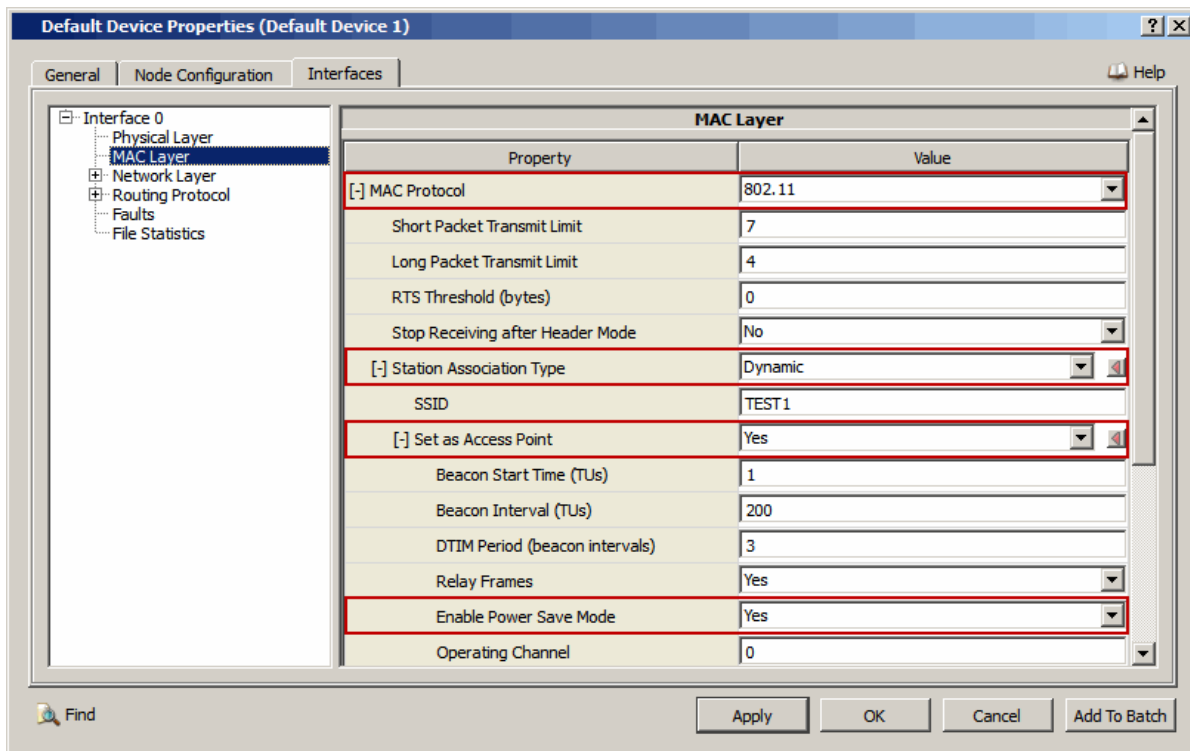 Default Device Properties (Default Device 1)
?
General Node Configuration Interfaces Help
Interface 0
Physical Layer
MAC Layer
Network Layer
Routing Protocol
Faults
File Statistics
MAC Layer
Property Value
[-] MAC Protocol 802.11
Short Packet Transmit Limit 7
Long Packet Transmit Limit 4
RTS Threshold (bytes) 0
Stop Receiving after Header Mode No
[-] Station Association Type Dynamic
SSID TEST1
[-] Set as Access Point Yes
Beacon Start Time (TUs) 1
Beacon Interval (TUs) 200
DTIM Period (beacon intervals) 3
Relay Frames Yes
Enable Power Save Mode Yes
Operating Channel 0
Find Apply OK Cancel Add To Batch